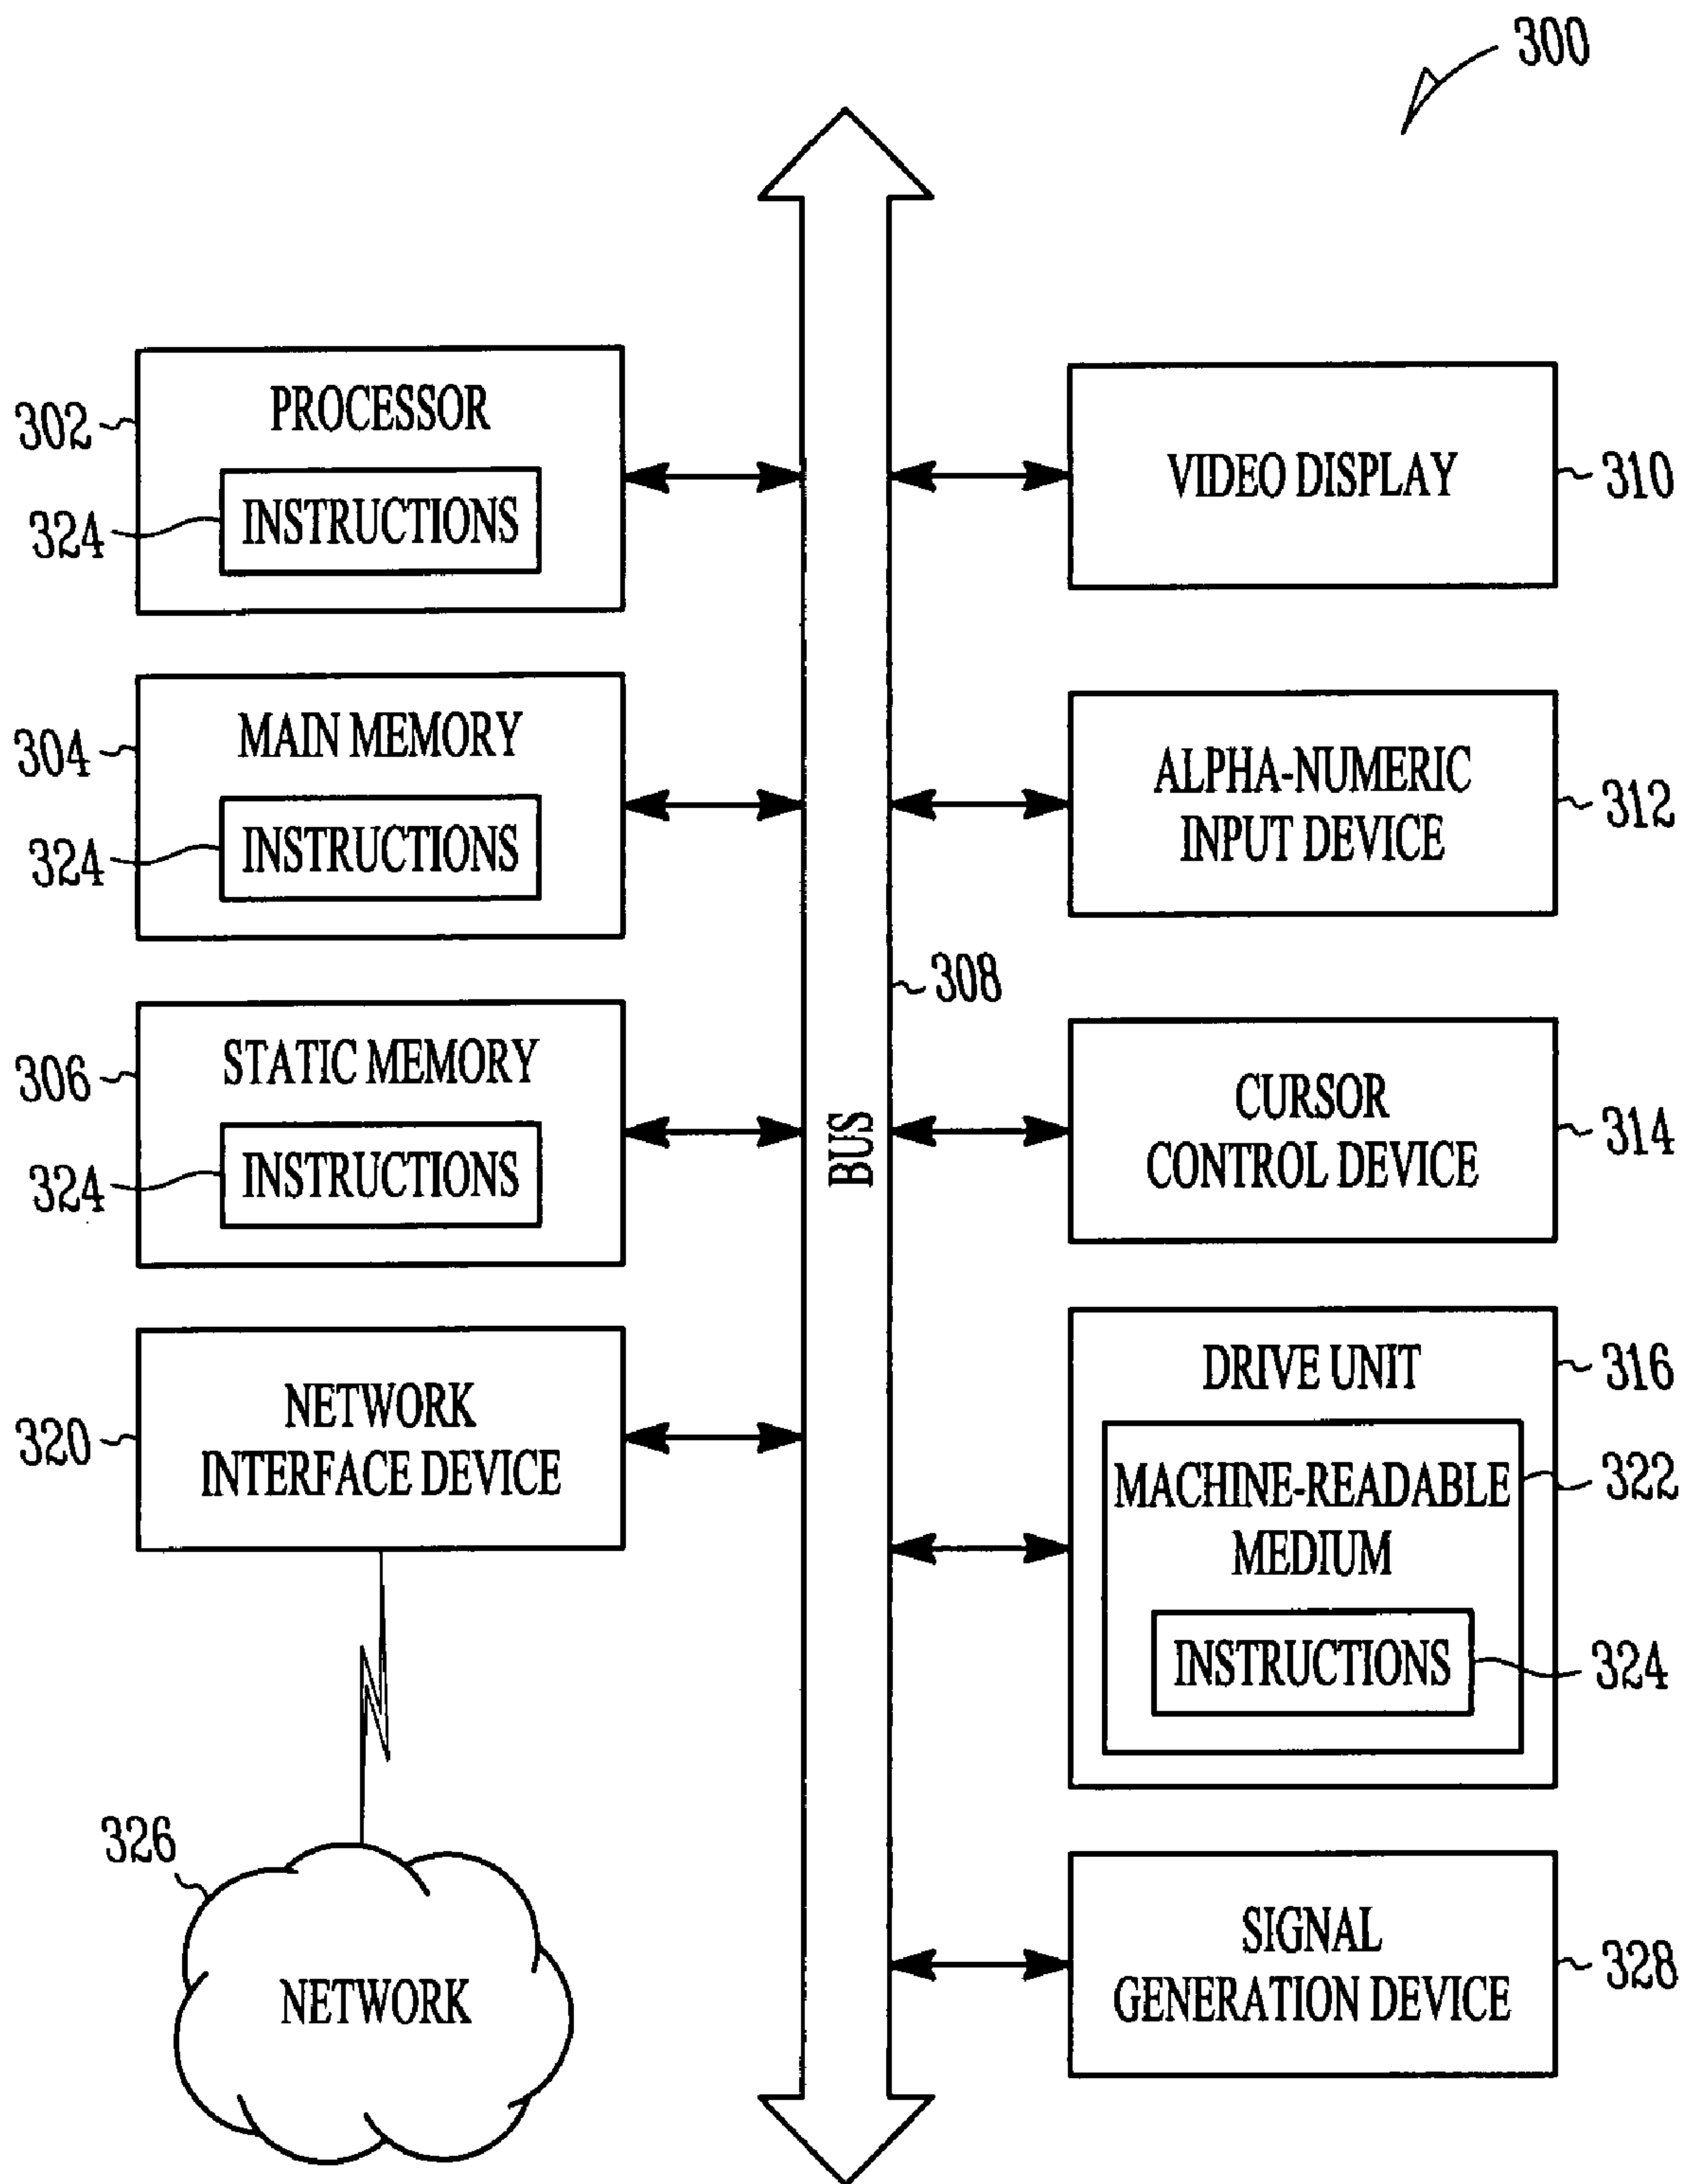 300
PROCESSOR
302
INSTRUCTIONS
324
MAIN MEMORY
304
INSTRUCTIONS
324
STATIC MEMORY
306
INSTRUCTIONS
324
NETWORK
INTERFACE DEVICE
320
326
NETWORK
BUS
308
VIDEO DISPLAY
310
ALPHA-NUMERIC
INPUT DEVICE
312
CURSOR
CONTROL DEVICE
314
DRIVE UNIT
316
MACHINE-READABLE
MEDIUM
322
INSTRUCTIONS
324
SIGNAL
GENERATION DEVICE
328